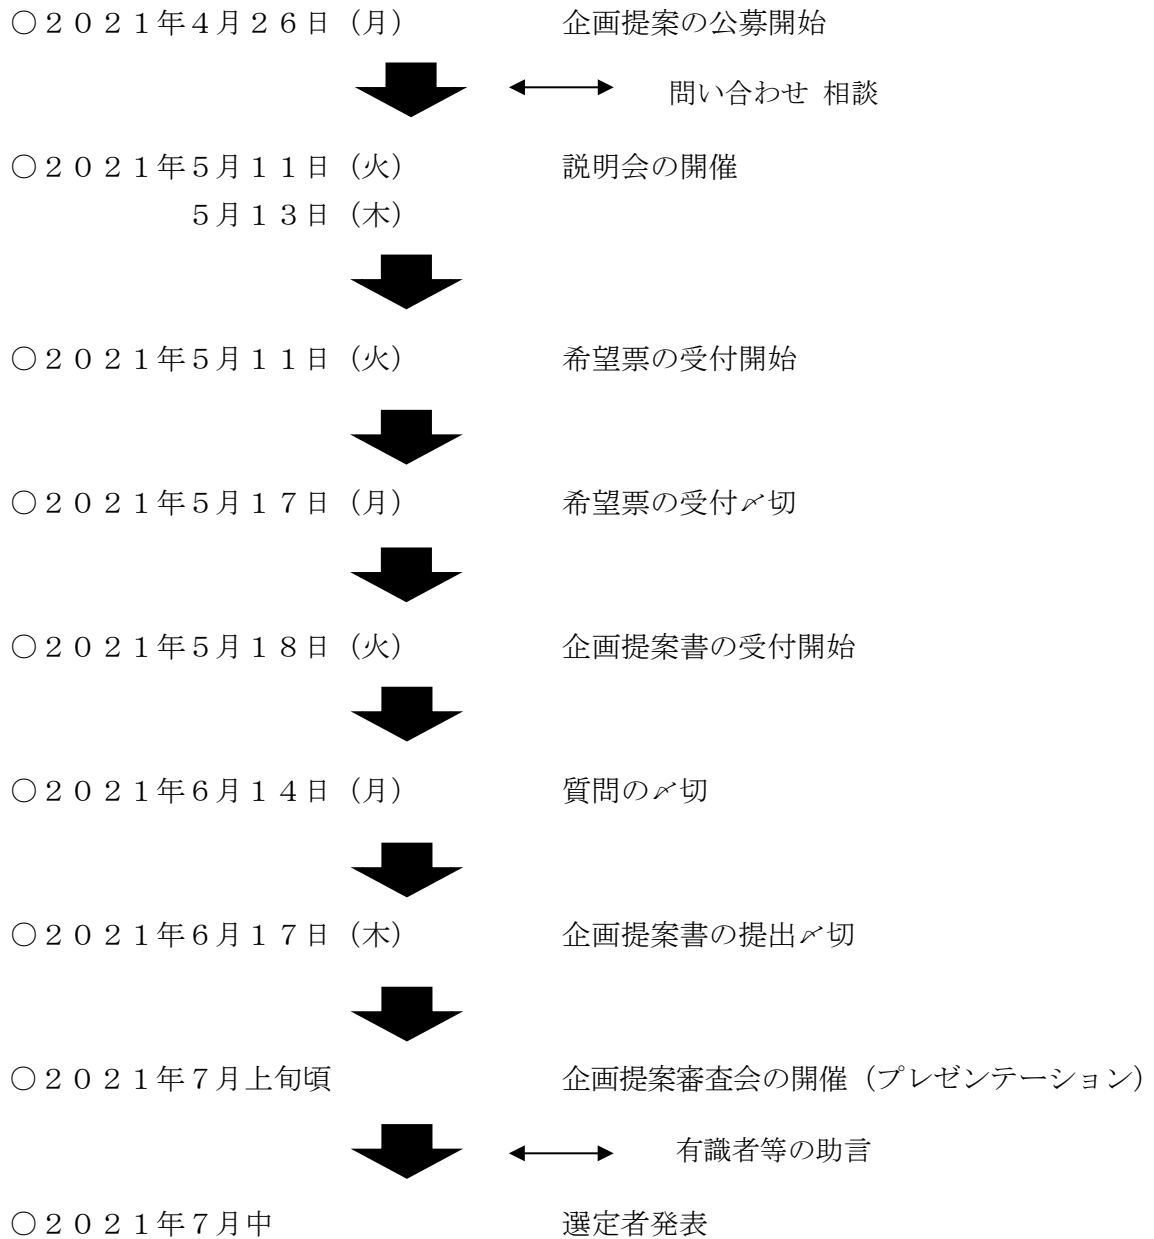 ○２０２１年４月２６日（月） 企画提案の公募開始
問い合わせ 相談
○２０２１年５月１１日（火） 説明会の開催
５月１３日（木）
○２０２１年５月１１日（火） 希望票の受付開始
○２０２１年５月１７日（月） 希望票の受付〆切
○２０２１年５月１８日（火） 企画提案書の受付開始
○２０２１年６月１４日（月） 質問の〆切
○２０２１年６月１７日（木） 企画提案書の提出〆切
○２０２１年７月上旬頃 企画提案審査会の開催（プレゼンテーション）
有識者等の助言
○２０２１年７月中 選定者発表